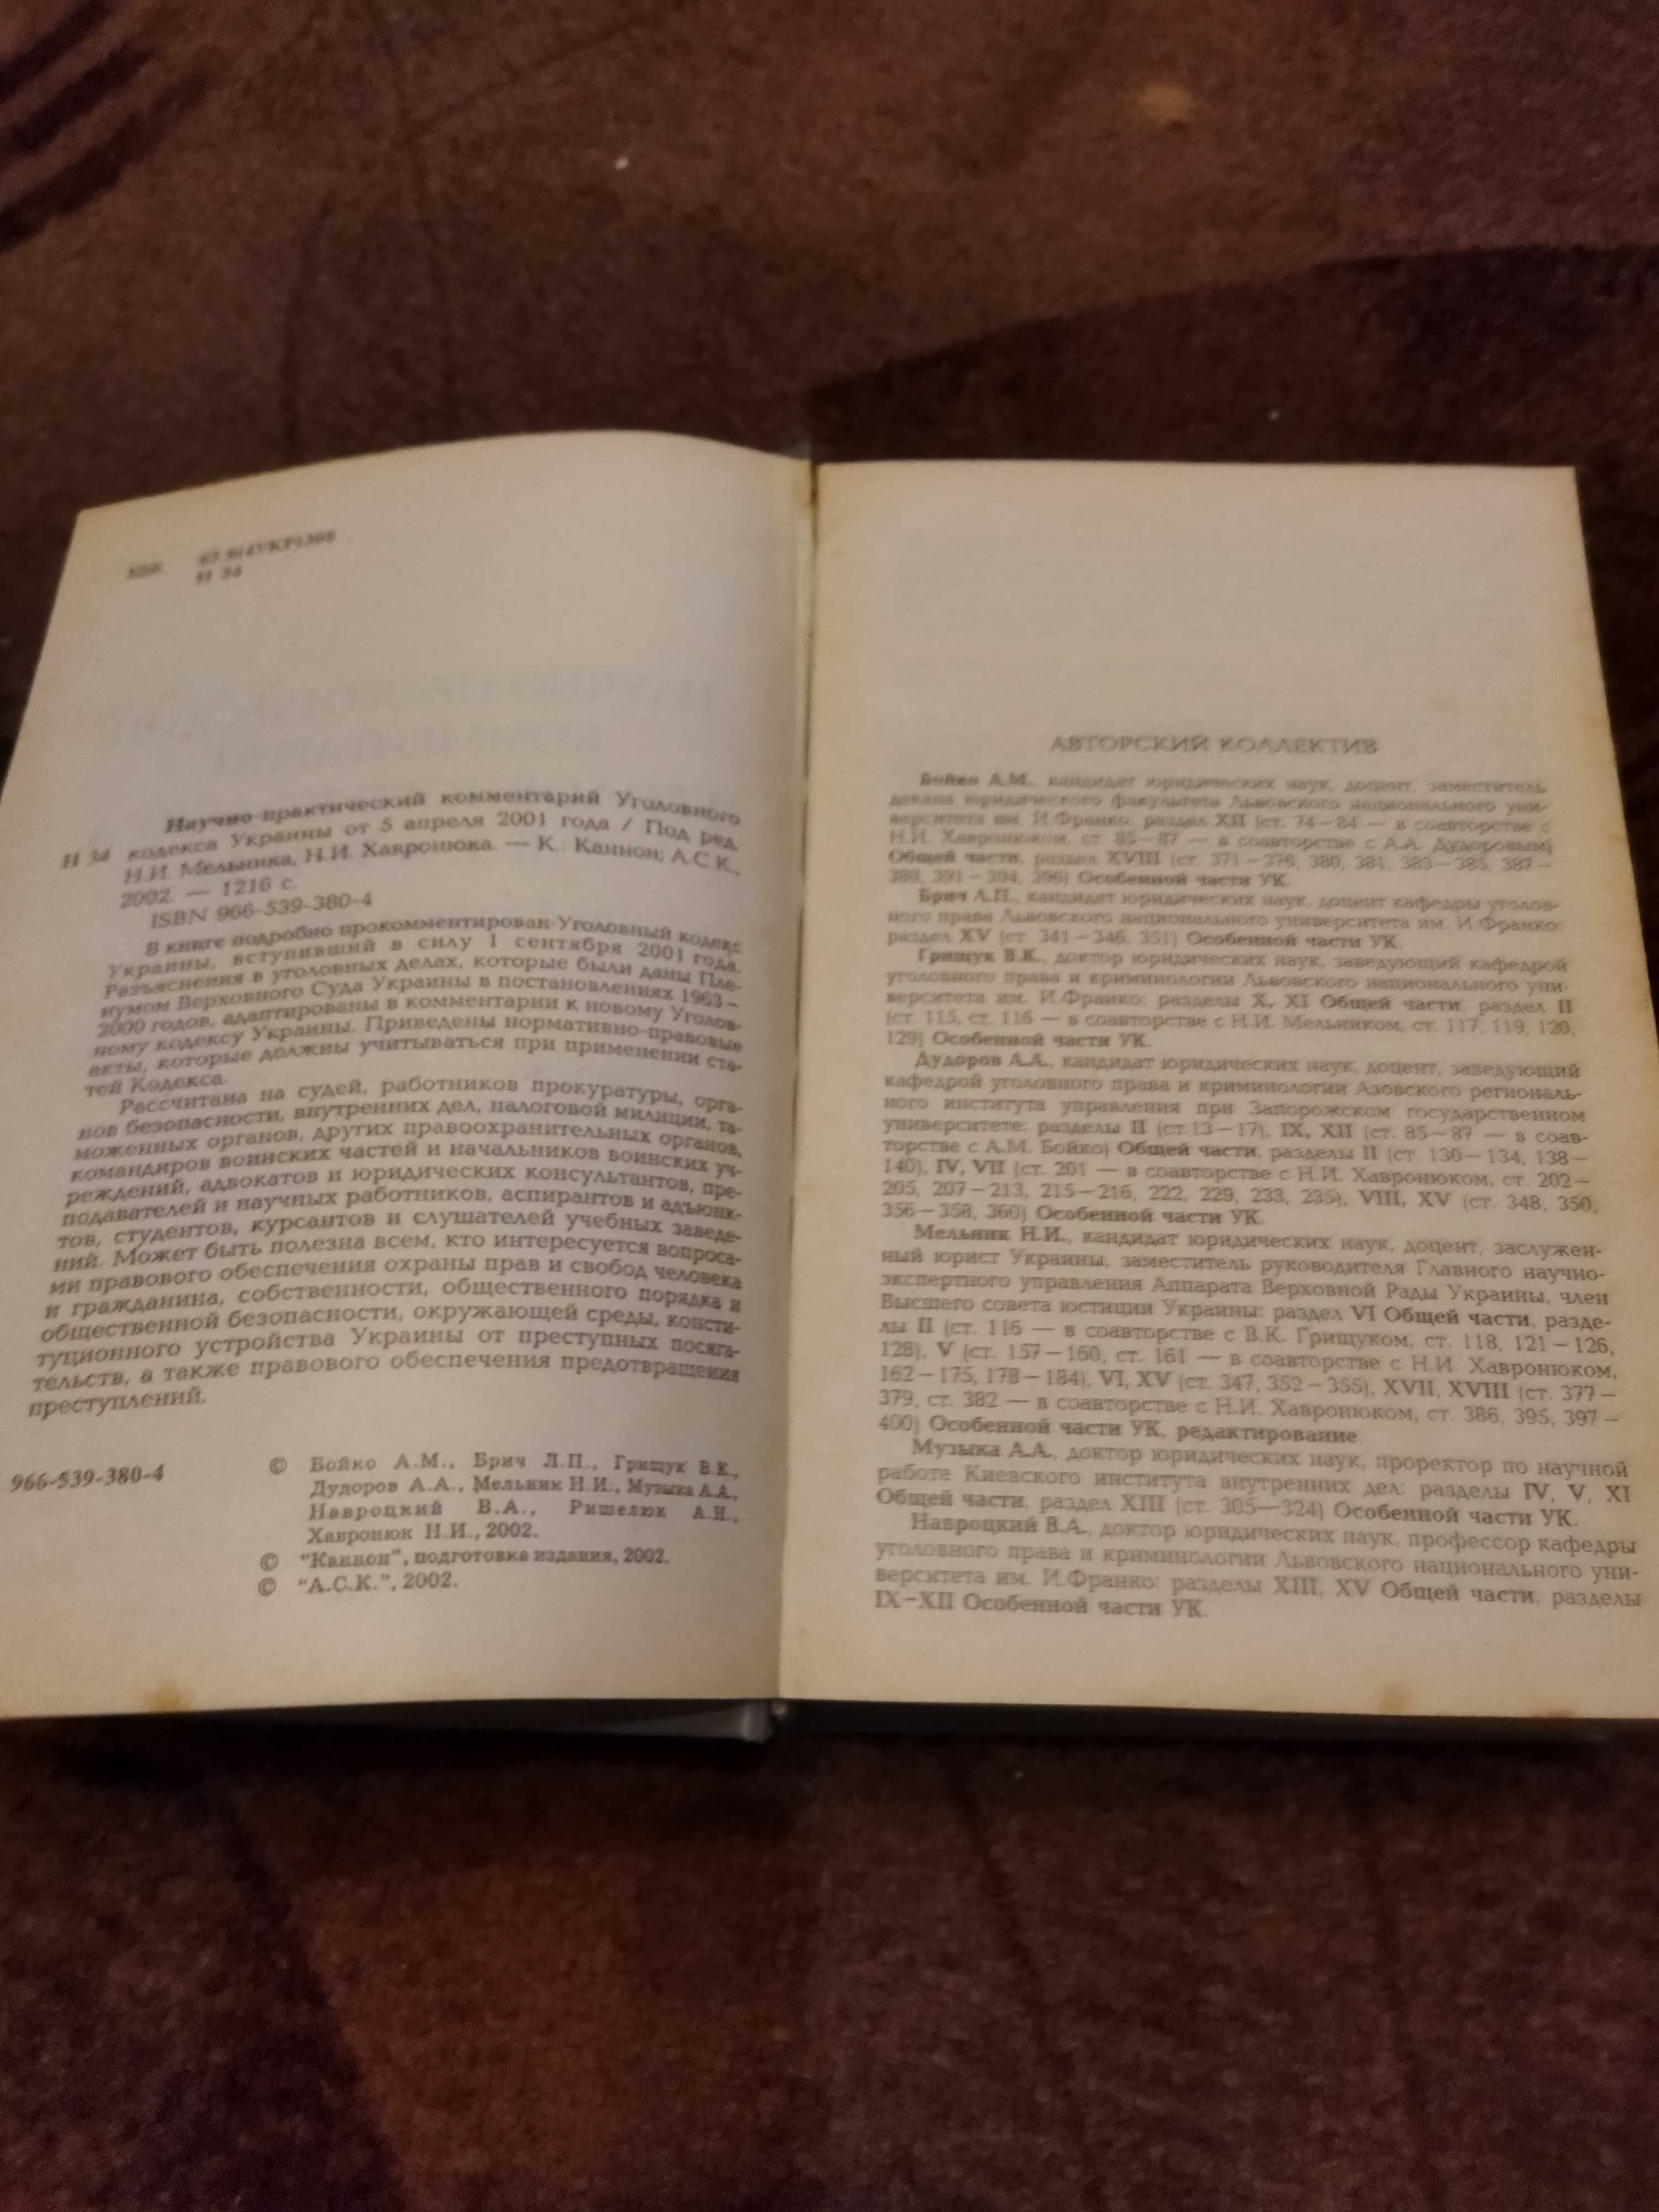 ББК 67.9(4УКР)308
Н 34
Научно-практический комментарий Уголовного
Н 34 кодекса Украины от 5 апреля 2001 года / Под ред.
Н.И. Мельника, Н.И. Хавронюка. — К.: Каннон, А.С.К.,
2002. — 1216 с.
ISBN 966-539-380-4
В книге подробно прокомментирован Уголовный кодекс
Украины, вступивший в силу 1 сентября 2001 года.
Разъяснения в уголовных делах, которые были даны Пле-
нумом Верховного Суда Украины в постановлениях 1963–
2000 годов, адаптированы в комментарии к новому Уголов-
ному кодексу Украины. Приведены нормативно-правовые
акты, которые должны учитываться при применении ста-
тей Кодекса.
Рассчитана на судей, работников прокуратуры, орга-
нов безопасности, внутренних дел, налоговой милиции, та-
моженных органов, других правоохранительных органов,
командиров воинских частей и начальников воинских уч-
реждений, адвокатов и юридических консультантов, пре-
подавателей и научных работников, аспирантов и адъюнк-
тов, студентов, курсантов и слушателей учебных заведе-
ний. Может быть полезна всем, кто интересуется вопроса-
ми правового обеспечения охраны прав и свобод человека
и гражданина, собственности, общественного порядка и
общественной безопасности, окружающей среды, консти-
туционного устройства Украины от преступных посяга-
тельств, а также правового обеспечения предотвращения
преступлений.
966-539-380-4
© Бойко А.М., Брич Л.П., Грищук В.К.,
Дудоров А.А., Мельник Н.И., Музыка А.А.,
Навроцкий В.А., Ришелюк А.Н.,
Хавронюк Н.И., 2002.
© "Каннон", подготовка издания, 2002.
© "А.С.К.", 2002.
АВТОРСКИЙ КОЛЛЕКТИВ
Бойко А.М., кандидат юридических наук, доцент, заместитель
декана юридического факультета Львовского национального уни-
верситета им. И.Франко: раздел XII (ст. 74–84 — в соавторстве с
Н.И. Хавронюком, ст. 85–87 — в соавторстве с А.А. Дудоровым)
Общей части, раздел XVIII (ст. 371–376, 380, 381, 383–385, 387–
389, 391–394, 396) Особенной части УК.
Брич Л.П., кандидат юридических наук, доцент кафедры уголов-
ного права Львовского национального университета им. И.Франко:
раздел XV (ст. 341–346, 351) Особенной части УК.
Грищук В.К., доктор юридических наук, заведующий кафедрой
уголовного права и криминологии Львовского национального уни-
верситета им. И.Франко: разделы X, XI Общей части, раздел II
(ст. 115, ст. 116 — в соавторстве с Н.И. Мельником, ст. 117, 119, 120,
129) Особенной части УК.
Дудоров А.А., кандидат юридических наук, доцент, заведующий
кафедрой уголовного права и криминологии Азовского региональ-
ного института управления при Запорожском государственном
университете: разделы II (ст.13–17), IX, XII (ст. 85–87 — в соав-
торстве с А.М. Бойко) Общей части, разделы II (ст. 130–134, 138–
140), IV, VII (ст. 201 — в соавторстве с Н.И. Хавронюком, ст. 202–
205, 207–213, 215–216, 222, 229, 233, 235), VIII, XV (ст. 348, 350,
356–358, 360) Особенной части УК.
Мельник Н.И., кандидат юридических наук, доцент, заслужен-
ный юрист Украины, заместитель руководителя Главного научно-
экспертного управления Аппарата Верховной Рады Украины, член
Высшего совета юстиции Украины: раздел VI Общей части, разде-
лы II (ст. 116 — в соавторстве с В.К. Грищуком, ст. 118, 121–126,
128), V (ст. 157–160, ст. 161 — в соавторстве с Н.И. Хавронюком,
162–175, 178–184), VI, XV (ст. 347, 352–355), XVII, XVIII (ст. 377–
379, ст. 382 — в соавторстве с Н.И. Хавронюком, ст. 386, 395, 397–
400) Особенной части УК, редактирование.
Музыка А.А., доктор юридических наук, проректор по научной
работе Киевского института внутренних дел: разделы IV, V, XI
Общей части, раздел XIII (ст. 305—324) Особенной части УК.
Навроцкий В.А., доктор юридических наук, профессор кафедры
уголовного права и криминологии Львовского национального уни-
верситета им. И.Франко: разделы XIII, XV Общей части, разделы
IX–XII Особенной части УК.